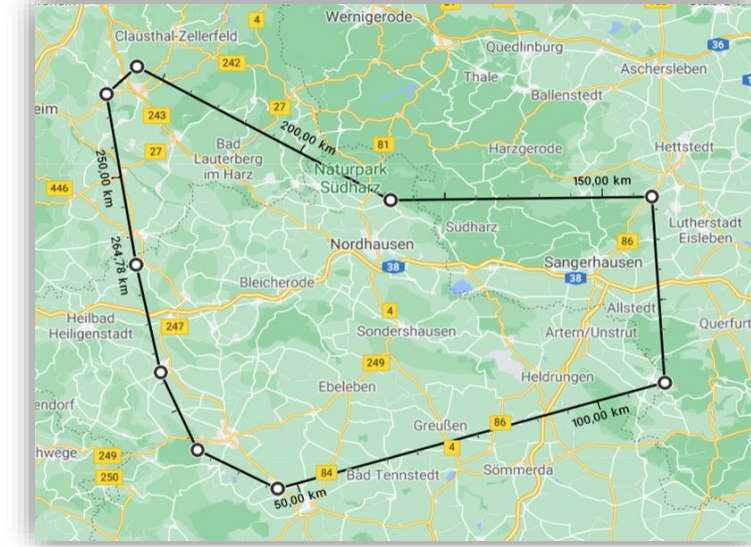 4
Wernigerode
Clausthal-Zellerfeld
242
36
Quedlinburg
Thale
Aschersleben
Ballenstedt
eim
243
27
200,00 km
81
Harzgerode
Hettstedt
27
Bad
Lauterberg
im Harz
250,00 km
Naturpark
Südharz
150,00 km
446
Südharz
Lutherstadt
Eisleben
86
264,78 km
Nordhausen
38
Sangerhausen
38
Bleicherode
Heilbad
Heiligenstadt
247
4
Sondershausen
Allstedt
Artern/Unstrut
Querfurt
249
Ebeleben
Heldrungen
endorf
Greußen
86
100,00 km
hwege
249
250
84
Bad Tennstedt
4
Sömmerda
50,00 km